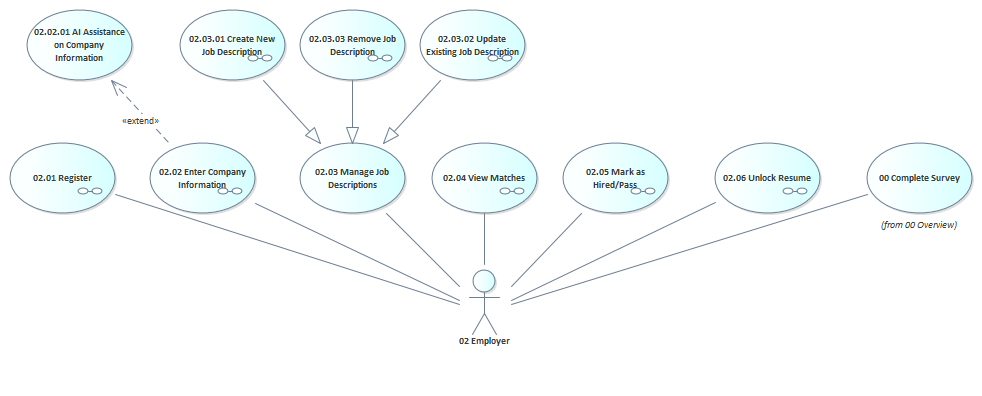 02.02.01 AI Assistance
on Company
Information
02.03.01 Create New
Job Description
02.03.03 Remove Job
Description
02.03.02 Update
Existing Job Description
«extend»
02.01 Register
02.02 Enter Company
Information
02.03 Manage Job
Descriptions
02.04 View Matches
02.05 Mark as
Hired/Pass
02.06 Unlock Resume
00 Complete Survey
(from 00 Overview)
02 Employer